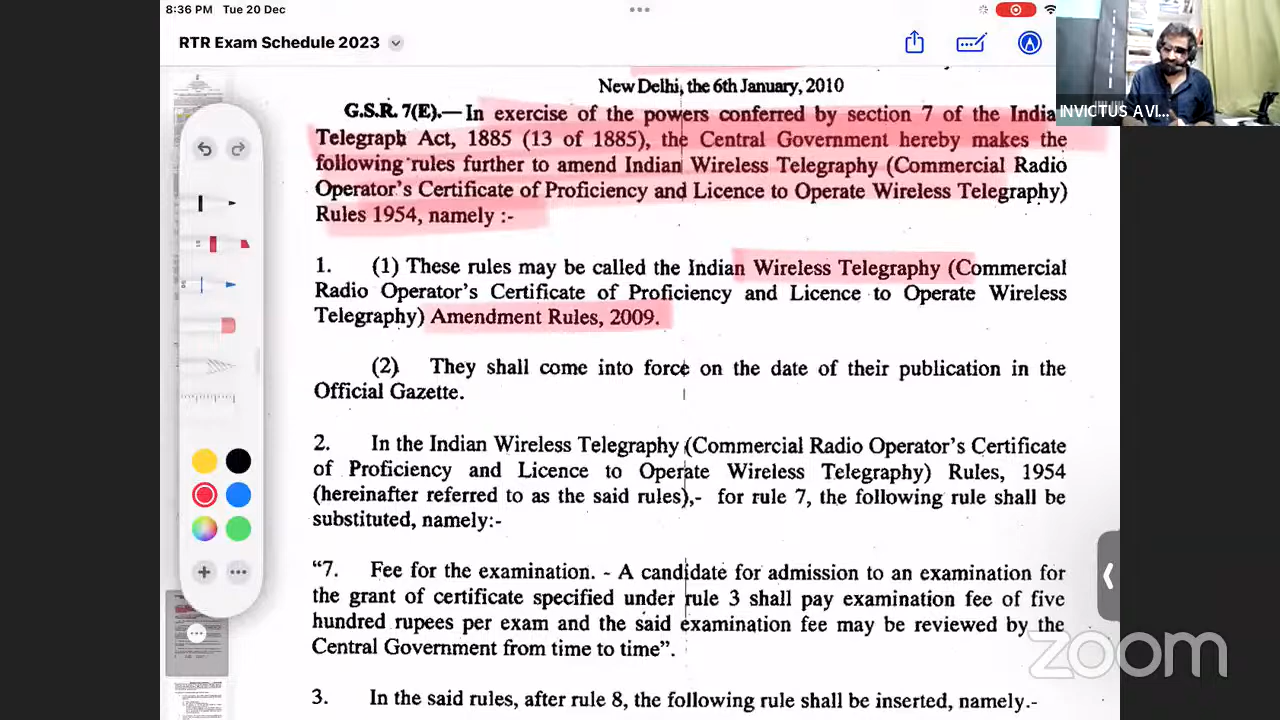 8:36 PM Tue 20 Dec
RTR Exam Schedule 2023
INVICTUS AVI...
New Delhi, the 6th January, 2010
G.S.R. 7(E).—In exercise of the powers conferred by section 7 of the India
Telegraph Act, 1885 (13 of 1885), the Central Government hereby makes the
following rules further to amend Indian Wireless Telegraphy (Commercial Radio
Operator's Certificate of Proficiency and Licence to Operate Wireless Telegraphy)
Rules 1954, namely :-
1. (1) These rules may be called the Indian Wireless Telegraphy (Commercial
Radio Operator's Certificate of Proficiency and Licence to Operate Wireless
Telegraphy) Amendment Rules, 2009.
(2) They shall come into force on the date of their publication in the
Official Gazette.
2. In the Indian Wireless Telegraphy (Commercial Radio Operator's Certificate
of Proficiency and Licence to Operate Wireless Telegraphy) Rules, 1954
(hereinafter referred to as the said rules),- for rule 7, the following rule shall be
substituted, namely:-
"7. Fee for the examination. - A candidate for admission to an examination for
the grant of certificate specified under rule 3 shall pay examination fee of five
hundred rupees per exam and the said examination fee may be reviewed by the
Central Government from time to time".
3. In the said rules, after rule 8, the following rule shall be inserted, namely.-
zoom